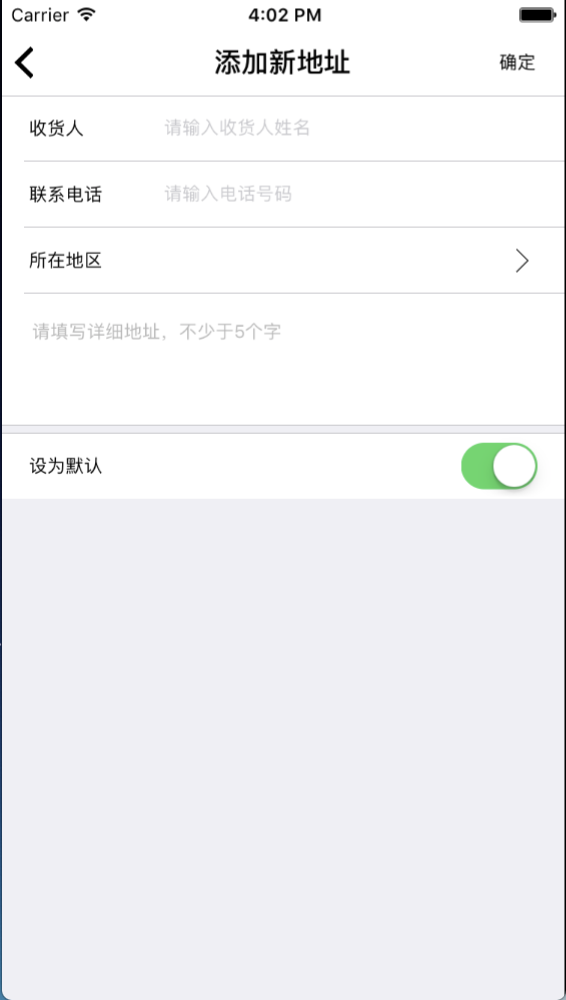 Carrier 4:02 PM
添加新地址 确定
收货人 请输入收货人姓名
联系电话 请输入电话号码
所在地区
请填写详细地址，不少于5个字
设为默认